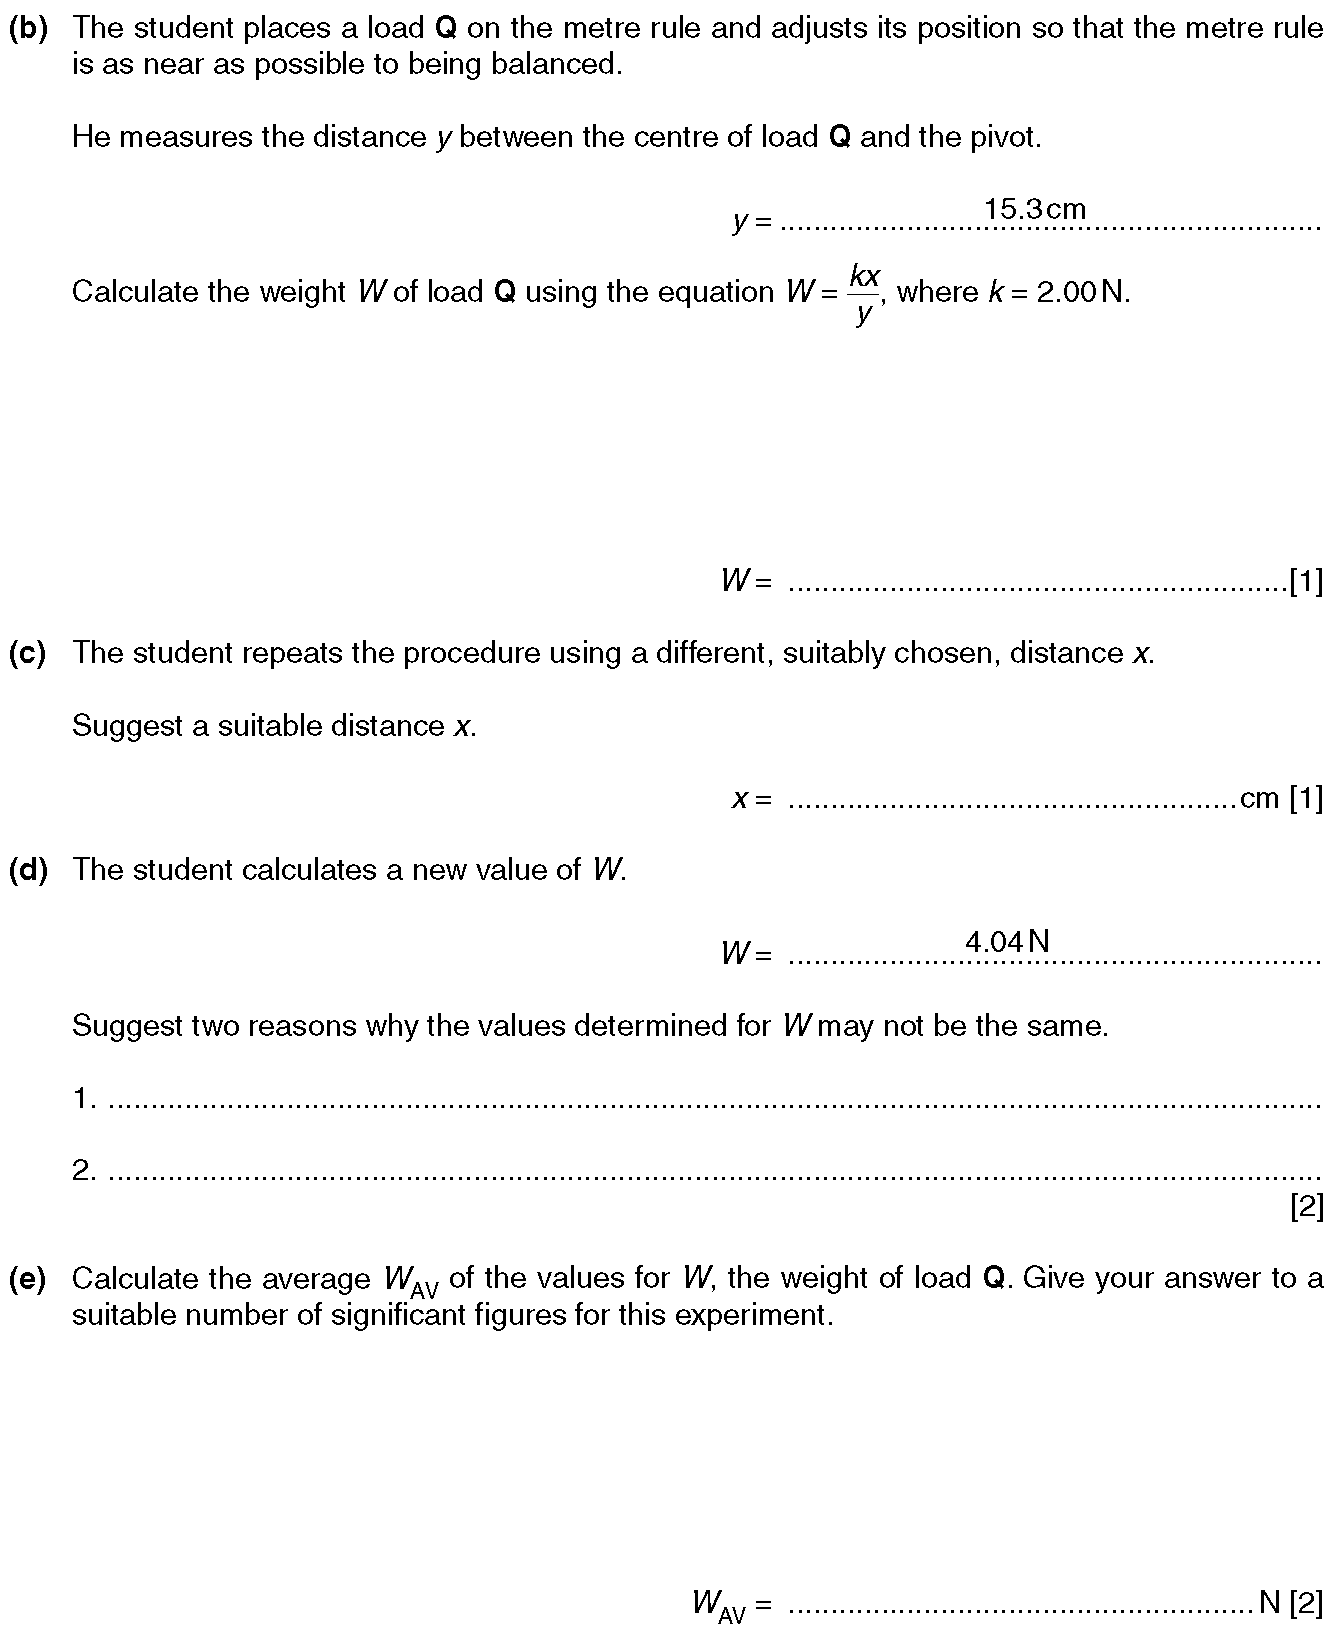 (b) The student places a load Q on the metre rule and adjusts its position so that the metre rule
is as near as possible to being balanced.
He measures the distance y between the centre of load Q and the pivot.
y = 15.3 cm
Calculate the weight W of load Q using the equation W = kx/y, where k = 2.00 N.
W = ............................................................[1]
(c) The student repeats the procedure using a different, suitably chosen, distance x.
Suggest a suitable distance x.
x = ......................................................cm [1]
(d) The student calculates a new value of W.
W = 4.04 N
Suggest two reasons why the values determined for W may not be the same.
1. ..........................................................................................
2. ..........................................................................................
[2]
(e) Calculate the average W_AV of the values for W, the weight of load Q. Give your answer to a
suitable number of significant figures for this experiment.
W_AV = ........................................................N [2]